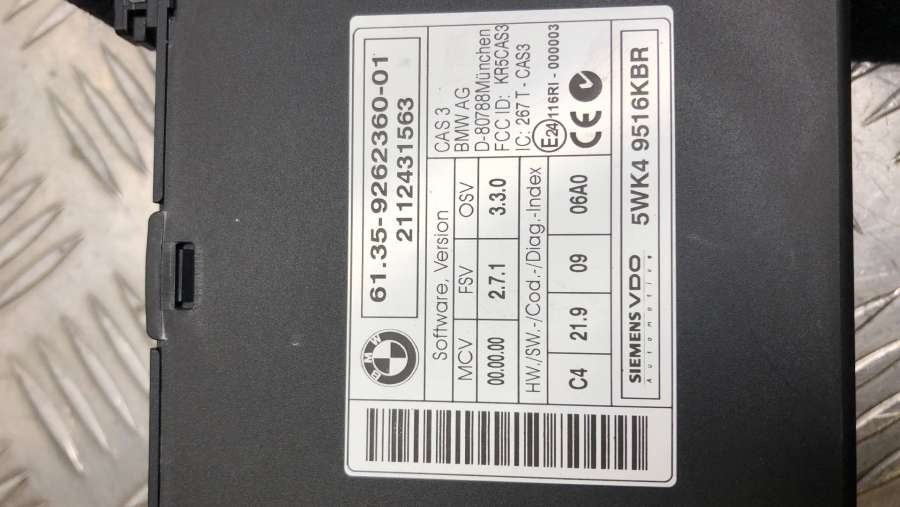 BMW
61.35-9262360-01
2112431563
Software, Version
MCV FSV OSV
00.00.00 2.7.1 3.3.0
HW./SW.-/Cod.-/Diag.-Index
C4 21.9 09 06A0
CAS 3
BMW AG
D-80788München
FCC ID: KR5CAS3
IC: 267 T - CAS3
E24 116RI - 000003
CE
SIEMENS VDO
Automotive
5WK4 9516KBR